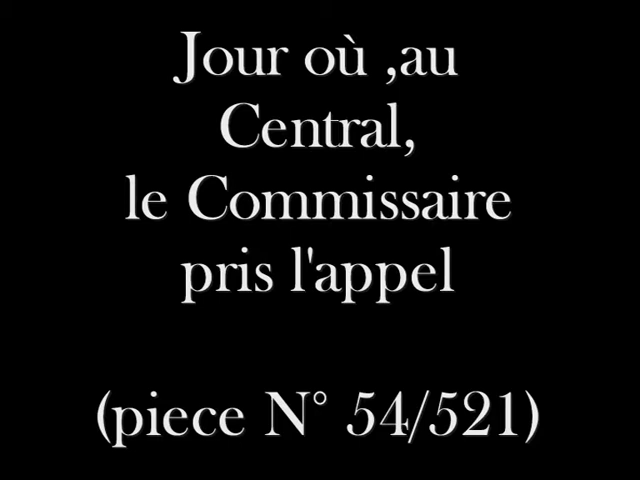 Jour où ,au
Central,
le Commissaire
pris l'appel
(piece N° 54/521)